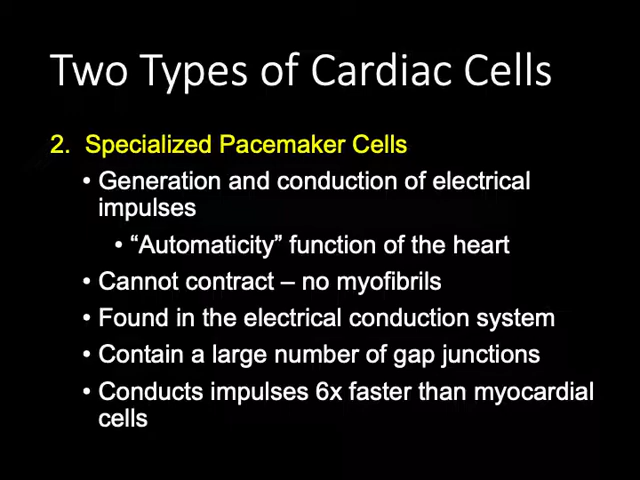 Two Types of Cardiac Cells
2. Specialized Pacemaker Cells
• Generation and conduction of electrical
impulses
• “Automaticity” function of the heart
• Cannot contract – no myofibrils
• Found in the electrical conduction system
• Contain a large number of gap junctions
• Conducts impulses 6x faster than myocardial
cells